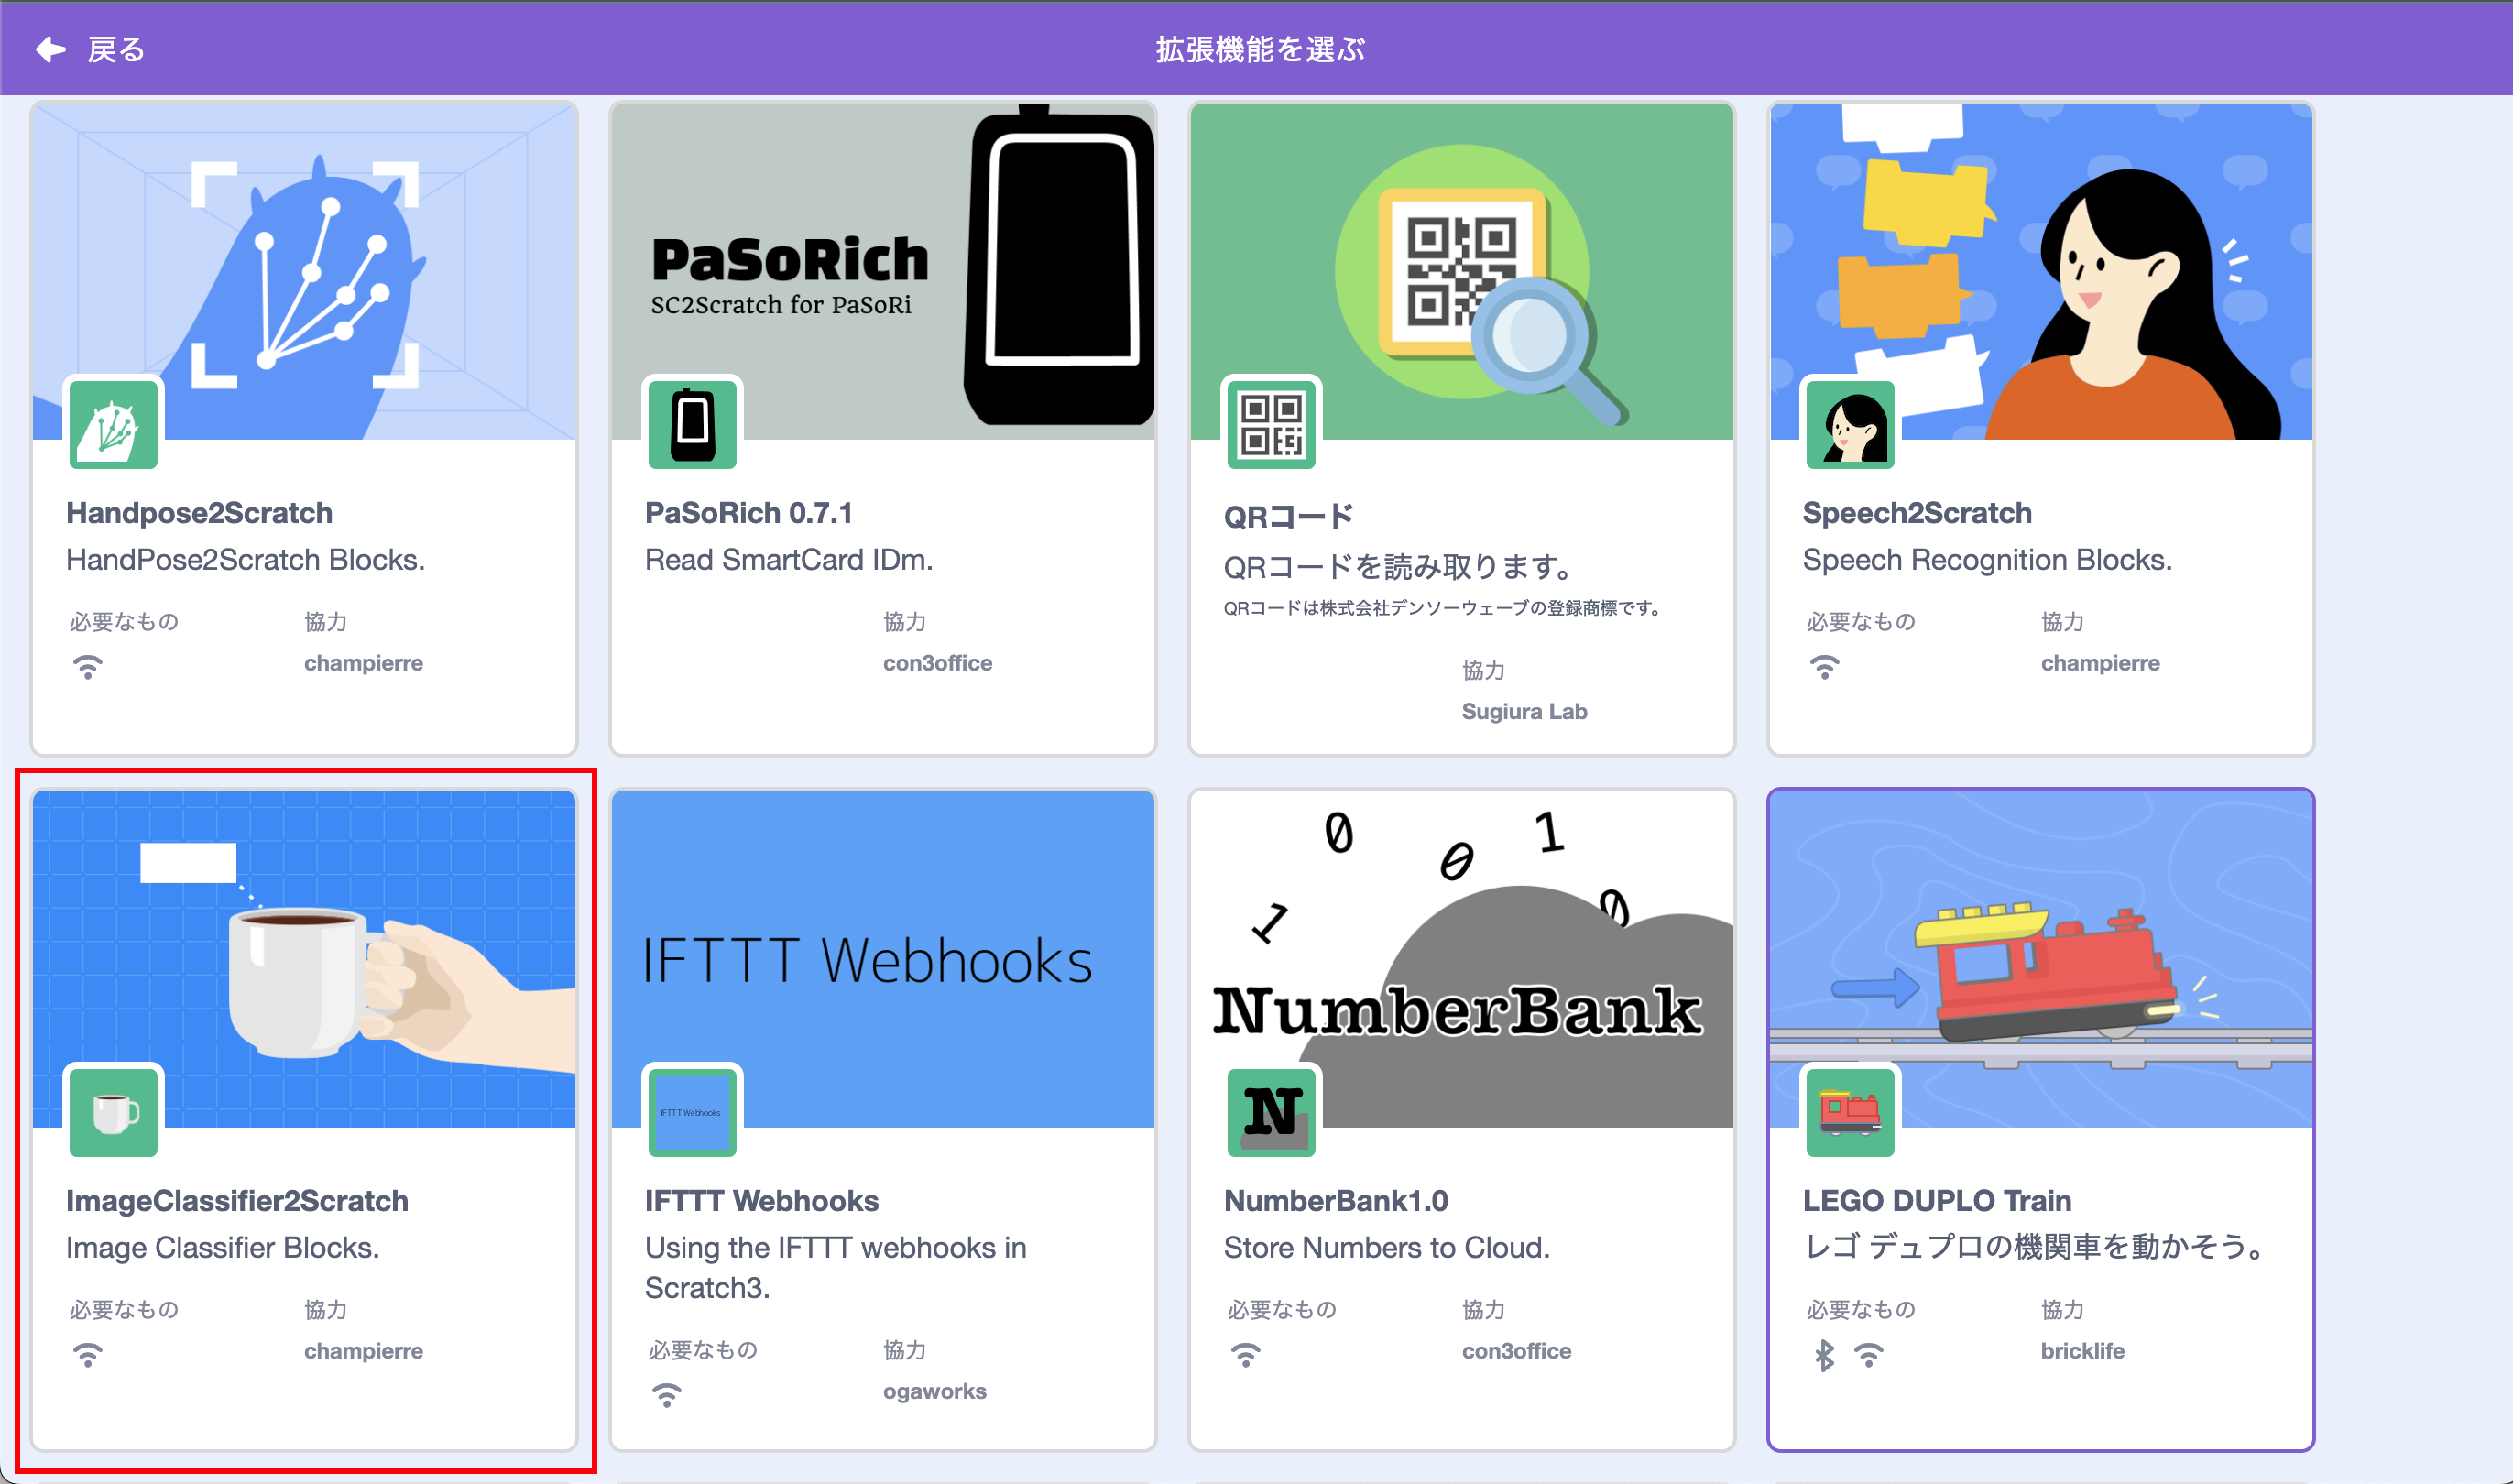 戻る
拡張機能を選ぶ
PaSoRich
SC2Scratch for PaSoRi
Handpose2Scratch
HandPose2Scratch Blocks.
必要なもの
協力
champierre
PaSoRich 0.7.1
Read SmartCard IDm.
協力
con3office
QRコード
QRコードを読み取ります。
QRコードは株式会社デンソーウェーブの登録商標です。
協力
Sugiura Lab
Speech2Scratch
Speech Recognition Blocks.
必要なもの
協力
champierre
ImageClassifier2Scratch
Image Classifier Blocks.
必要なもの
協力
champierre
IFTTT Webhooks
IFTTT Webhooks
IFTTT Webhooks
Using the IFTTT webhooks in
Scratch3.
必要なもの
協力
ogaworks
1 0 0 1 0
NumberBank
N
NumberBank1.0
Store Numbers to Cloud.
必要なもの
協力
con3office
LEGO DUPLO Train
レゴ デュプロの機関車を動かそう。
必要なもの
協力
bricklife